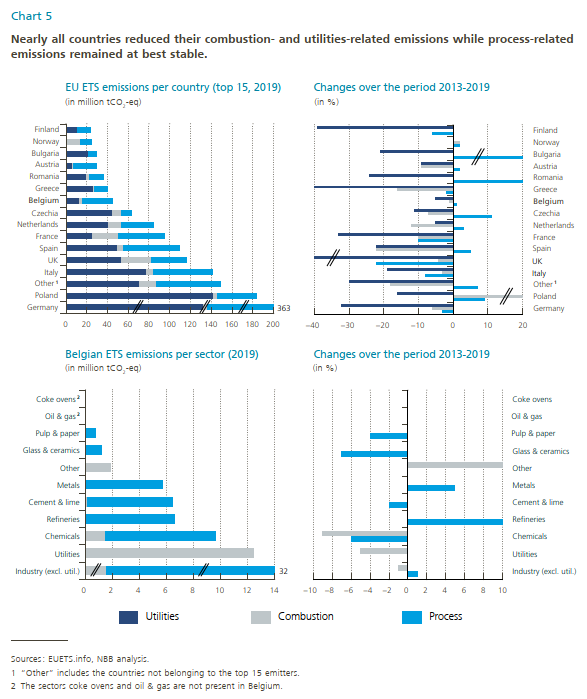 Chart 5
Nearly all countries reduced their combustion- and utilities-related emissions while process-related
emissions remained at best stable.
EU ETS emissions per country (top 15, 2019)
(in million tCO2-eq)
Finland
Norway
Bulgaria
Austria
Romania
Greece
Belgium
Czechia
Netherlands
France
Spain
UK
Italy
Other ¹
Poland
Germany
363
0 20 40 60 80 100 120 140 160 180 200
Changes over the period 2013-2019
(in %)
Finland
Norway
Bulgaria
Austria
Romania
Greece
Belgium
Czechia
Netherlands
France
Spain
UK
Italy
Other ¹
Poland
Germany
−40 −30 −20 −10 0 10 20
Belgian ETS emissions per sector (2019)
(in million tCO2-eq)
Coke ovens ²
Oil & gas ²
Pulp & paper
Glass & ceramics
Other
Metals
Cement & lime
Refineries
Chemicals
Utilities
Industry (excl. util.)
32
0 2 4 6 8 10 12 14
Changes over the period 2013-2019
(in %)
Coke ovens
Oil & gas
Pulp & paper
Glass & ceramics
Other
Metals
Cement & lime
Refineries
Chemicals
Utilities
Industry (excl. util.)
−10 −8 −6 −4 −2 0 2 4 6 8 10
Utilities Combustion Process
Sources: EUETS.info, NBB analysis.
1 “Other” includes the countries not belonging to the top 15 emitters.
2 The sectors coke ovens and oil & gas are not present in Belgium.